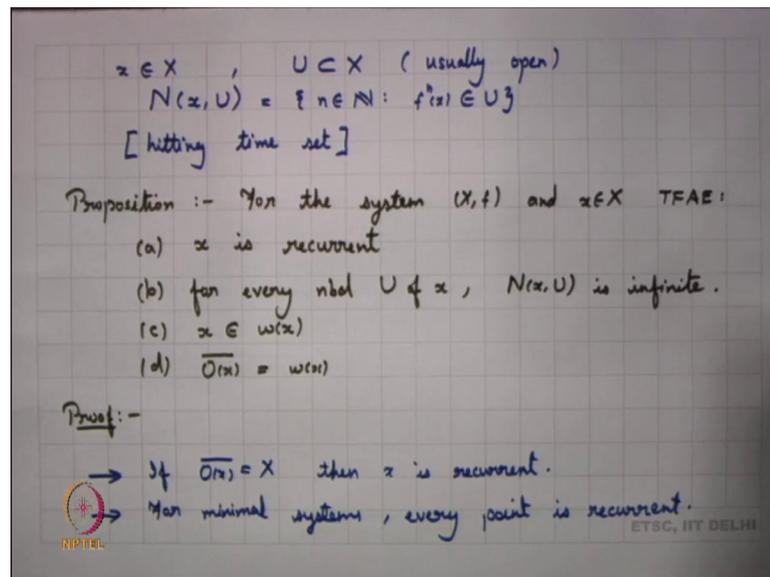 x ∈ X , U ⊂ X ( usually open)
N(x,U) = { n ∈ ℕ : fⁿ(x) ∈ U }
[ hitting time set ]
Proposition :- For the system (X,f) and x∈X TFAE :
(a) x is recurrent
(b) for every nbd U of x , N(x,U) is infinite .
(c) x ∈ ω(x)
(d) \overline{O(x)} = ω(x)
Proof :-
→ If \overline{O(x)} = X then x is recurrent .
→ For minimal systems , every point is recurrent .
ETSC, IIT DELHI
NPTEL